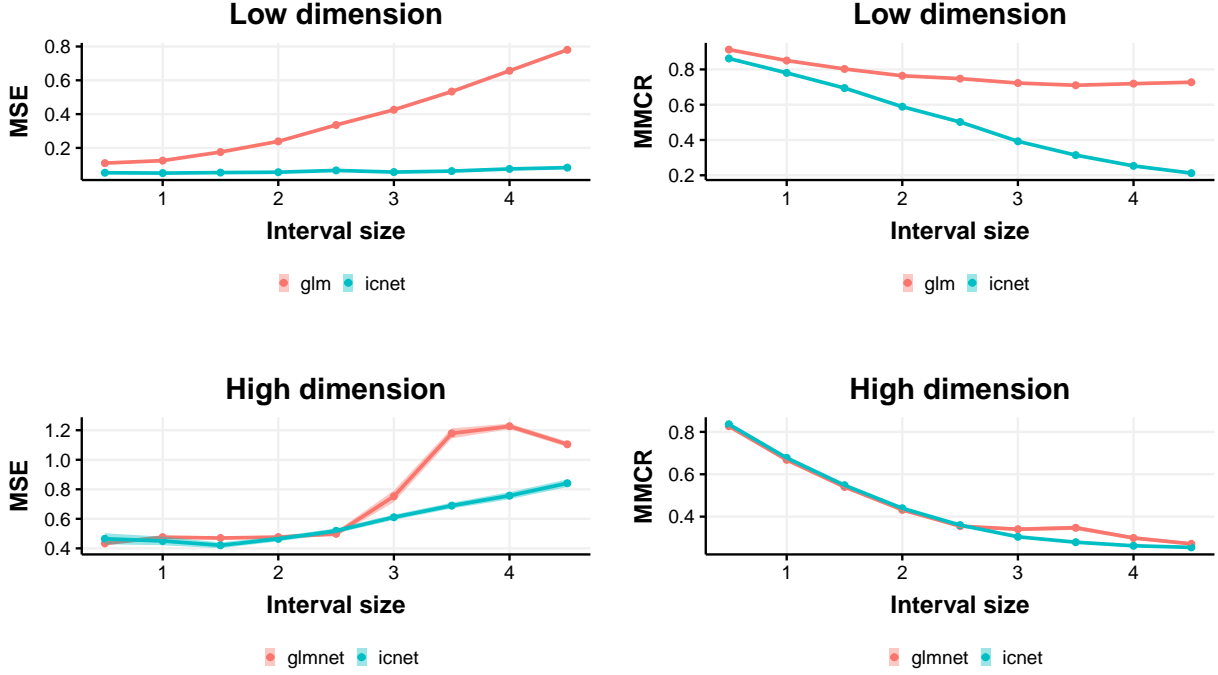 Low dimension
MSE
0.8
0.6
0.4
0.2
1 2 3 4
Interval size
glm icnet
Low dimension
MMCR
0.8
0.6
0.4
0.2
1 2 3 4
Interval size
glm icnet
High dimension
MSE
1.2
1.0
0.8
0.6
0.4
1 2 3 4
Interval size
glmnet icnet
High dimension
MMCR
0.8
0.6
0.4
1 2 3 4
Interval size
glmnet icnet